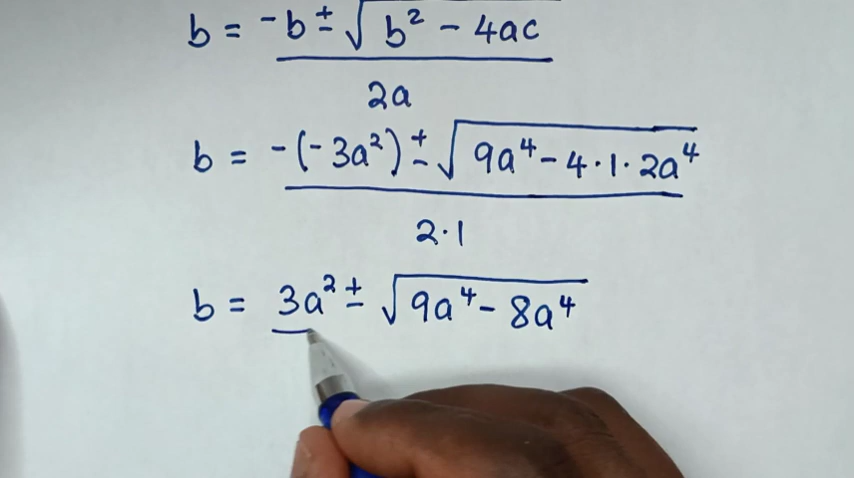 b = -b ± √ b² - 4ac
2a
b = -(-3a²) ± √ 9a⁴ - 4·1·2a⁴
2·1
b = 3a² ± √ 9a⁴ - 8a⁴